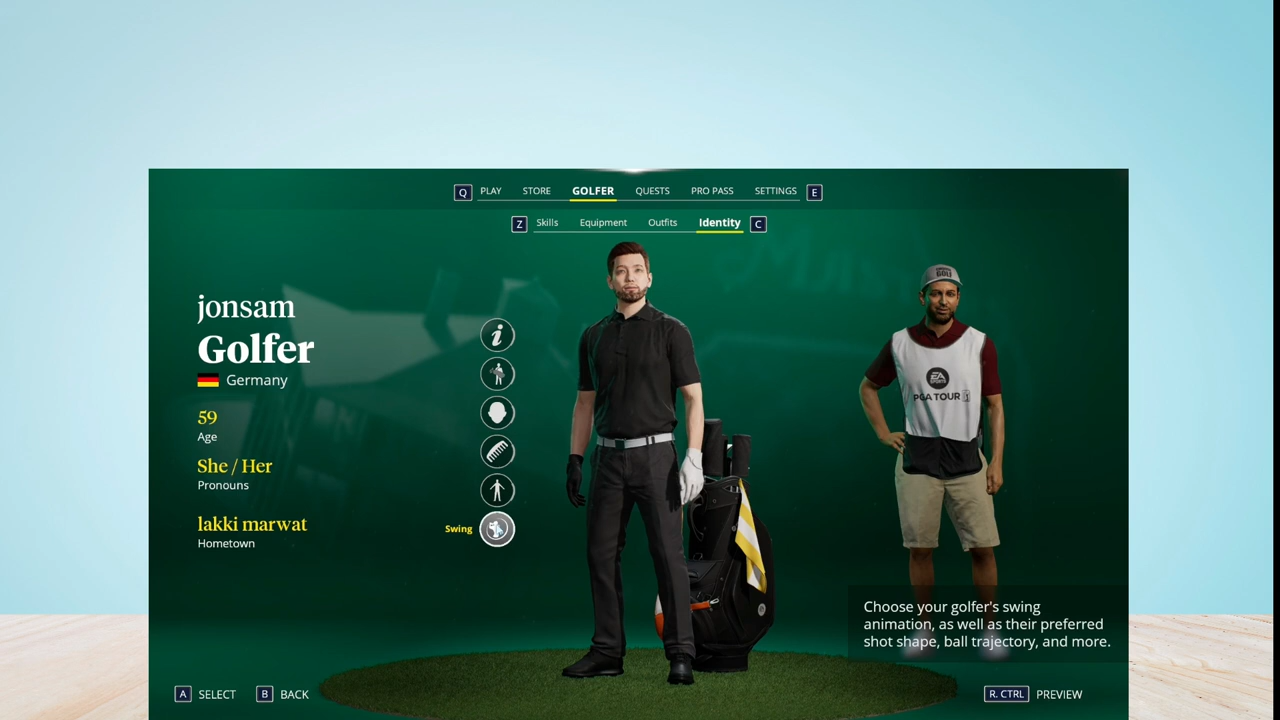 Q PLAY STORE GOLFER QUESTS PRO PASS SETTINGS E
Z Skills Equipment Outfits Identity C
jonsam
Golfer
Germany
59
Age
She / Her
Pronouns
lakki marwat
Hometown
Swing
EA
SPORTS
PGA TOUR
Choose your golfer's swing
animation, as well as their preferred
shot shape, ball trajectory, and more.
A SELECT B BACK R. CTRL PREVIEW